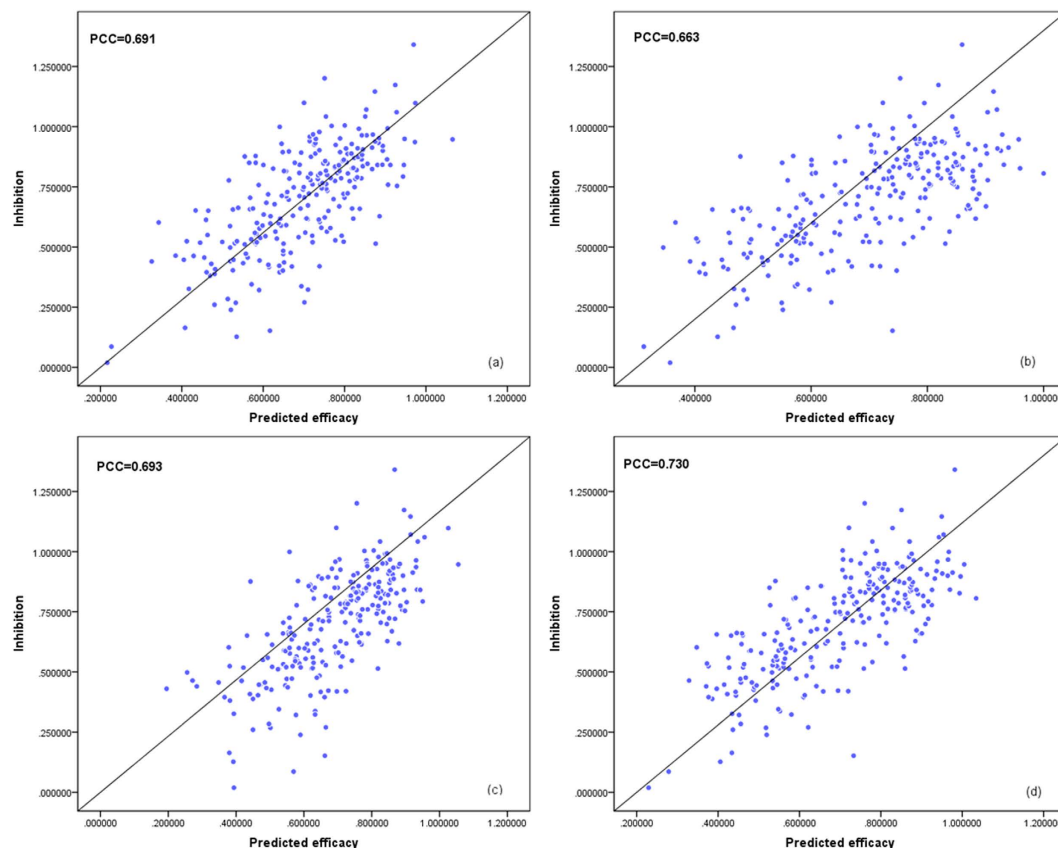 PCC=0.691
1.250000
1.000000
.750000
.500000
.250000
.000000
Inhibition
(a)
.200000 .400000 .600000 .800000 1.000000 1.200000
Predicted efficacy
PCC=0.663
1.250000
1.000000
.750000
.500000
.250000
.000000
Inhibition
(b)
.400000 .600000 .800000 1.000000
Predicted efficacy
PCC=0.693
1.250000
1.000000
.750000
.500000
.250000
.000000
Inhibition
(c)
.000000 .200000 .400000 .600000 .800000 1.000000 1.200000
Predicted efficacy
PCC=0.730
1.250000
1.000000
.750000
.500000
.250000
.000000
Inhibition
(d)
.200000 .400000 .600000 .800000 1.000000 1.200000
Predicted efficacy